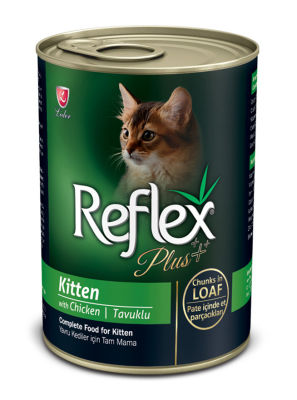 Lider
Reflex
Plus++
Kitten
with Chicken | Tavuklu
Complete Food for Kitten
Yavru Kediler için Tam Mama
Chunks in
LOAF
Pate içinde et
parçacıkları